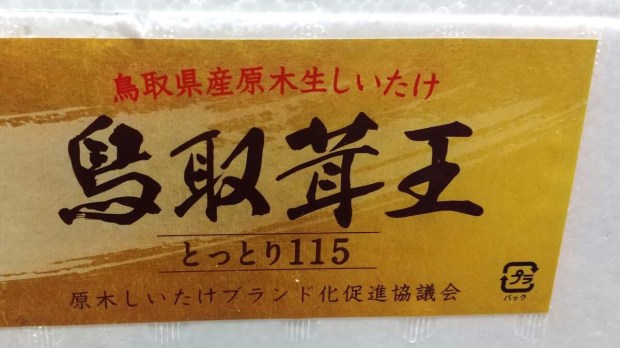 鳥取県産原木生しいたけ
鳥取茸王
とっとり115
原木しいたけブランド化促進協議会
プラ
パック